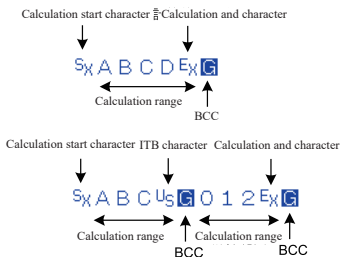 Calculation start character Calculation and character
SX A B C D EX G
Calculation range
BCC
Calculation start character ITB character Calculation and character
SX A B C US G 0 1 2 EX G
Calculation range Calculation range
BCC BCC